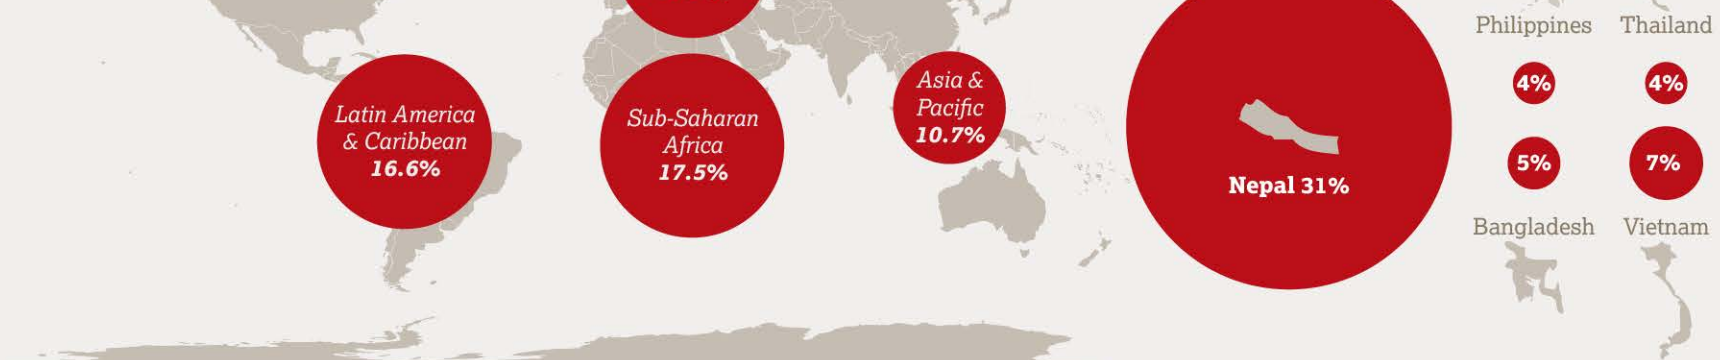 Latin America
& Caribbean
16.6%
Sub-Saharan
Africa
17.5%
Asia &
Pacific
10.7%
Nepal 31%
Philippines
Thailand
4%
4%
5%
7%
Bangladesh
Vietnam